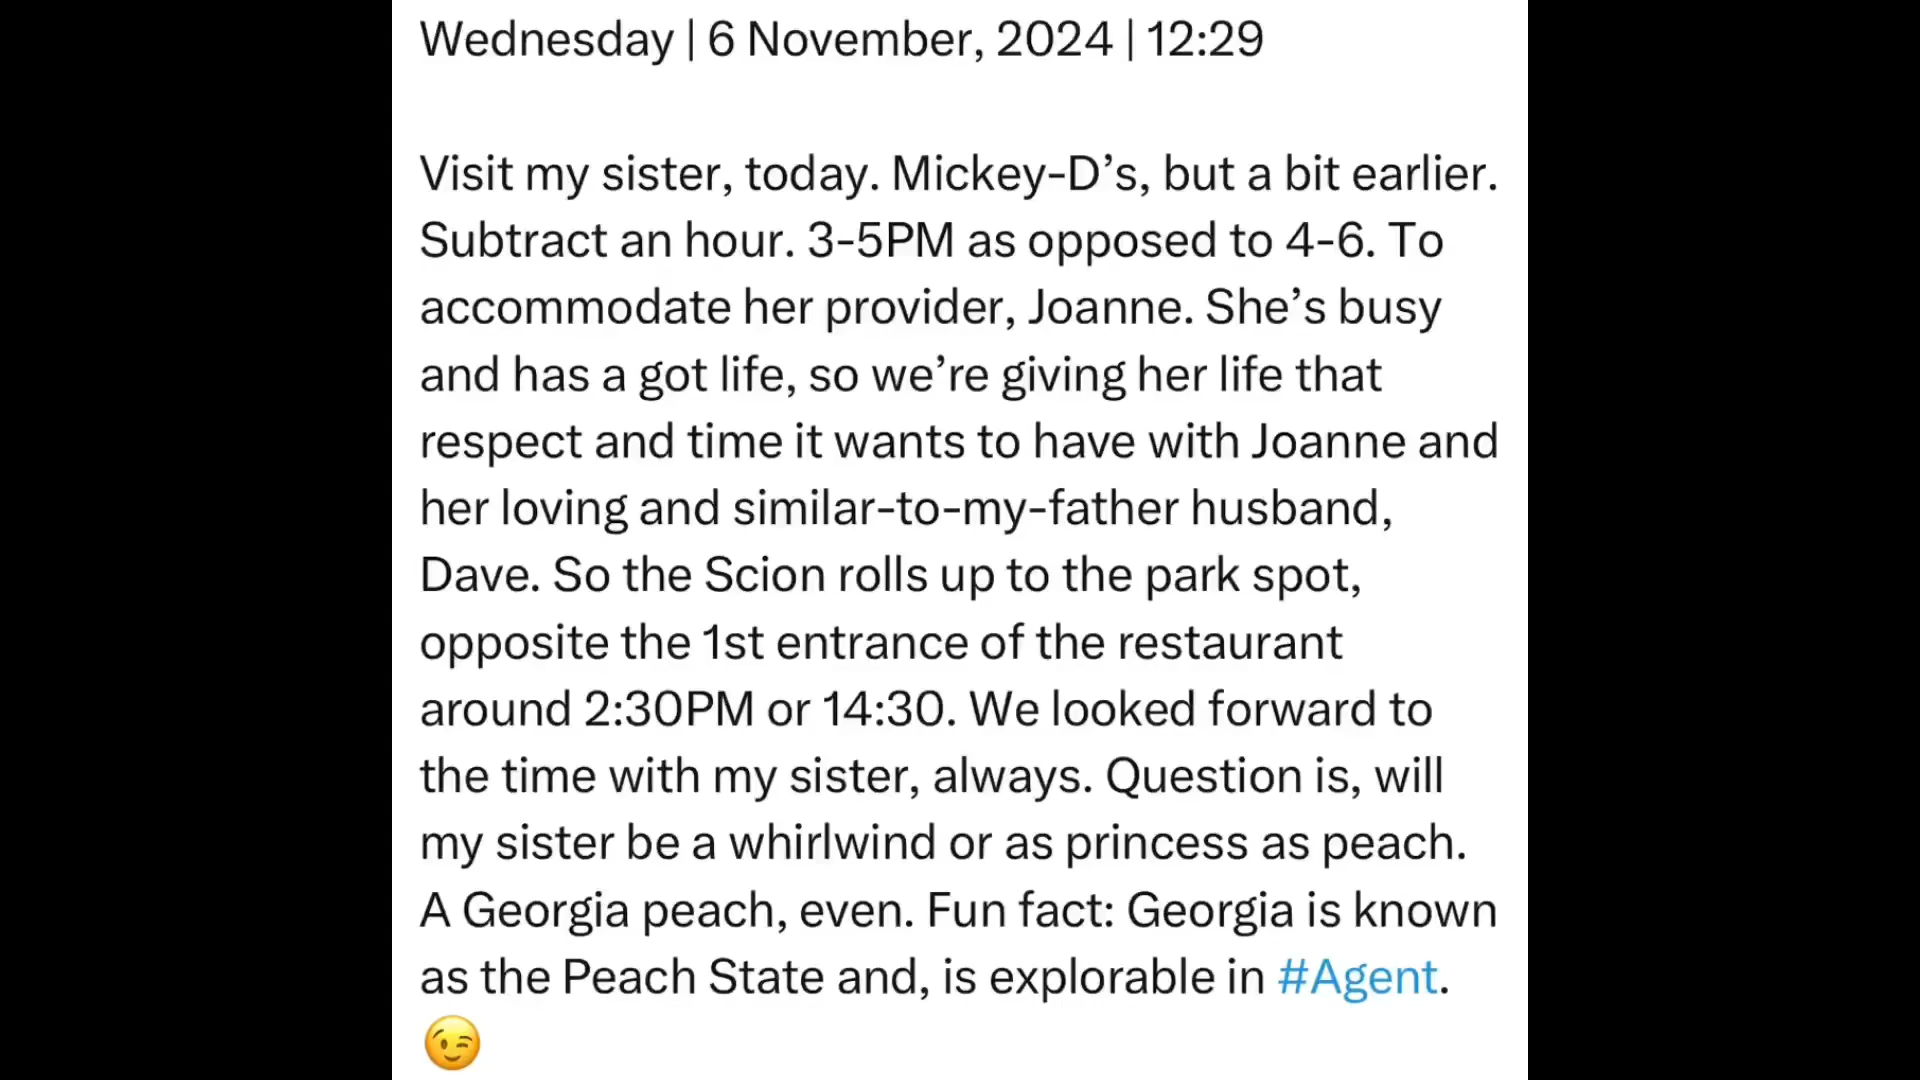 Wednesday | 6 November, 2024 | 12:29
Visit my sister, today. Mickey-D’s, but a bit earlier.
Subtract an hour. 3-5PM as opposed to 4-6. To
accommodate her provider, Joanne. She’s busy
and has a got life, so we’re giving her life that
respect and time it wants to have with Joanne and
her loving and similar-to-my-father husband,
Dave. So the Scion rolls up to the park spot,
opposite the 1st entrance of the restaurant
around 2:30PM or 14:30. We looked forward to
the time with my sister, always. Question is, will
my sister be a whirlwind or as princess as peach.
A Georgia peach, even. Fun fact: Georgia is known
as the Peach State and, is explorable in #Agent.
😉